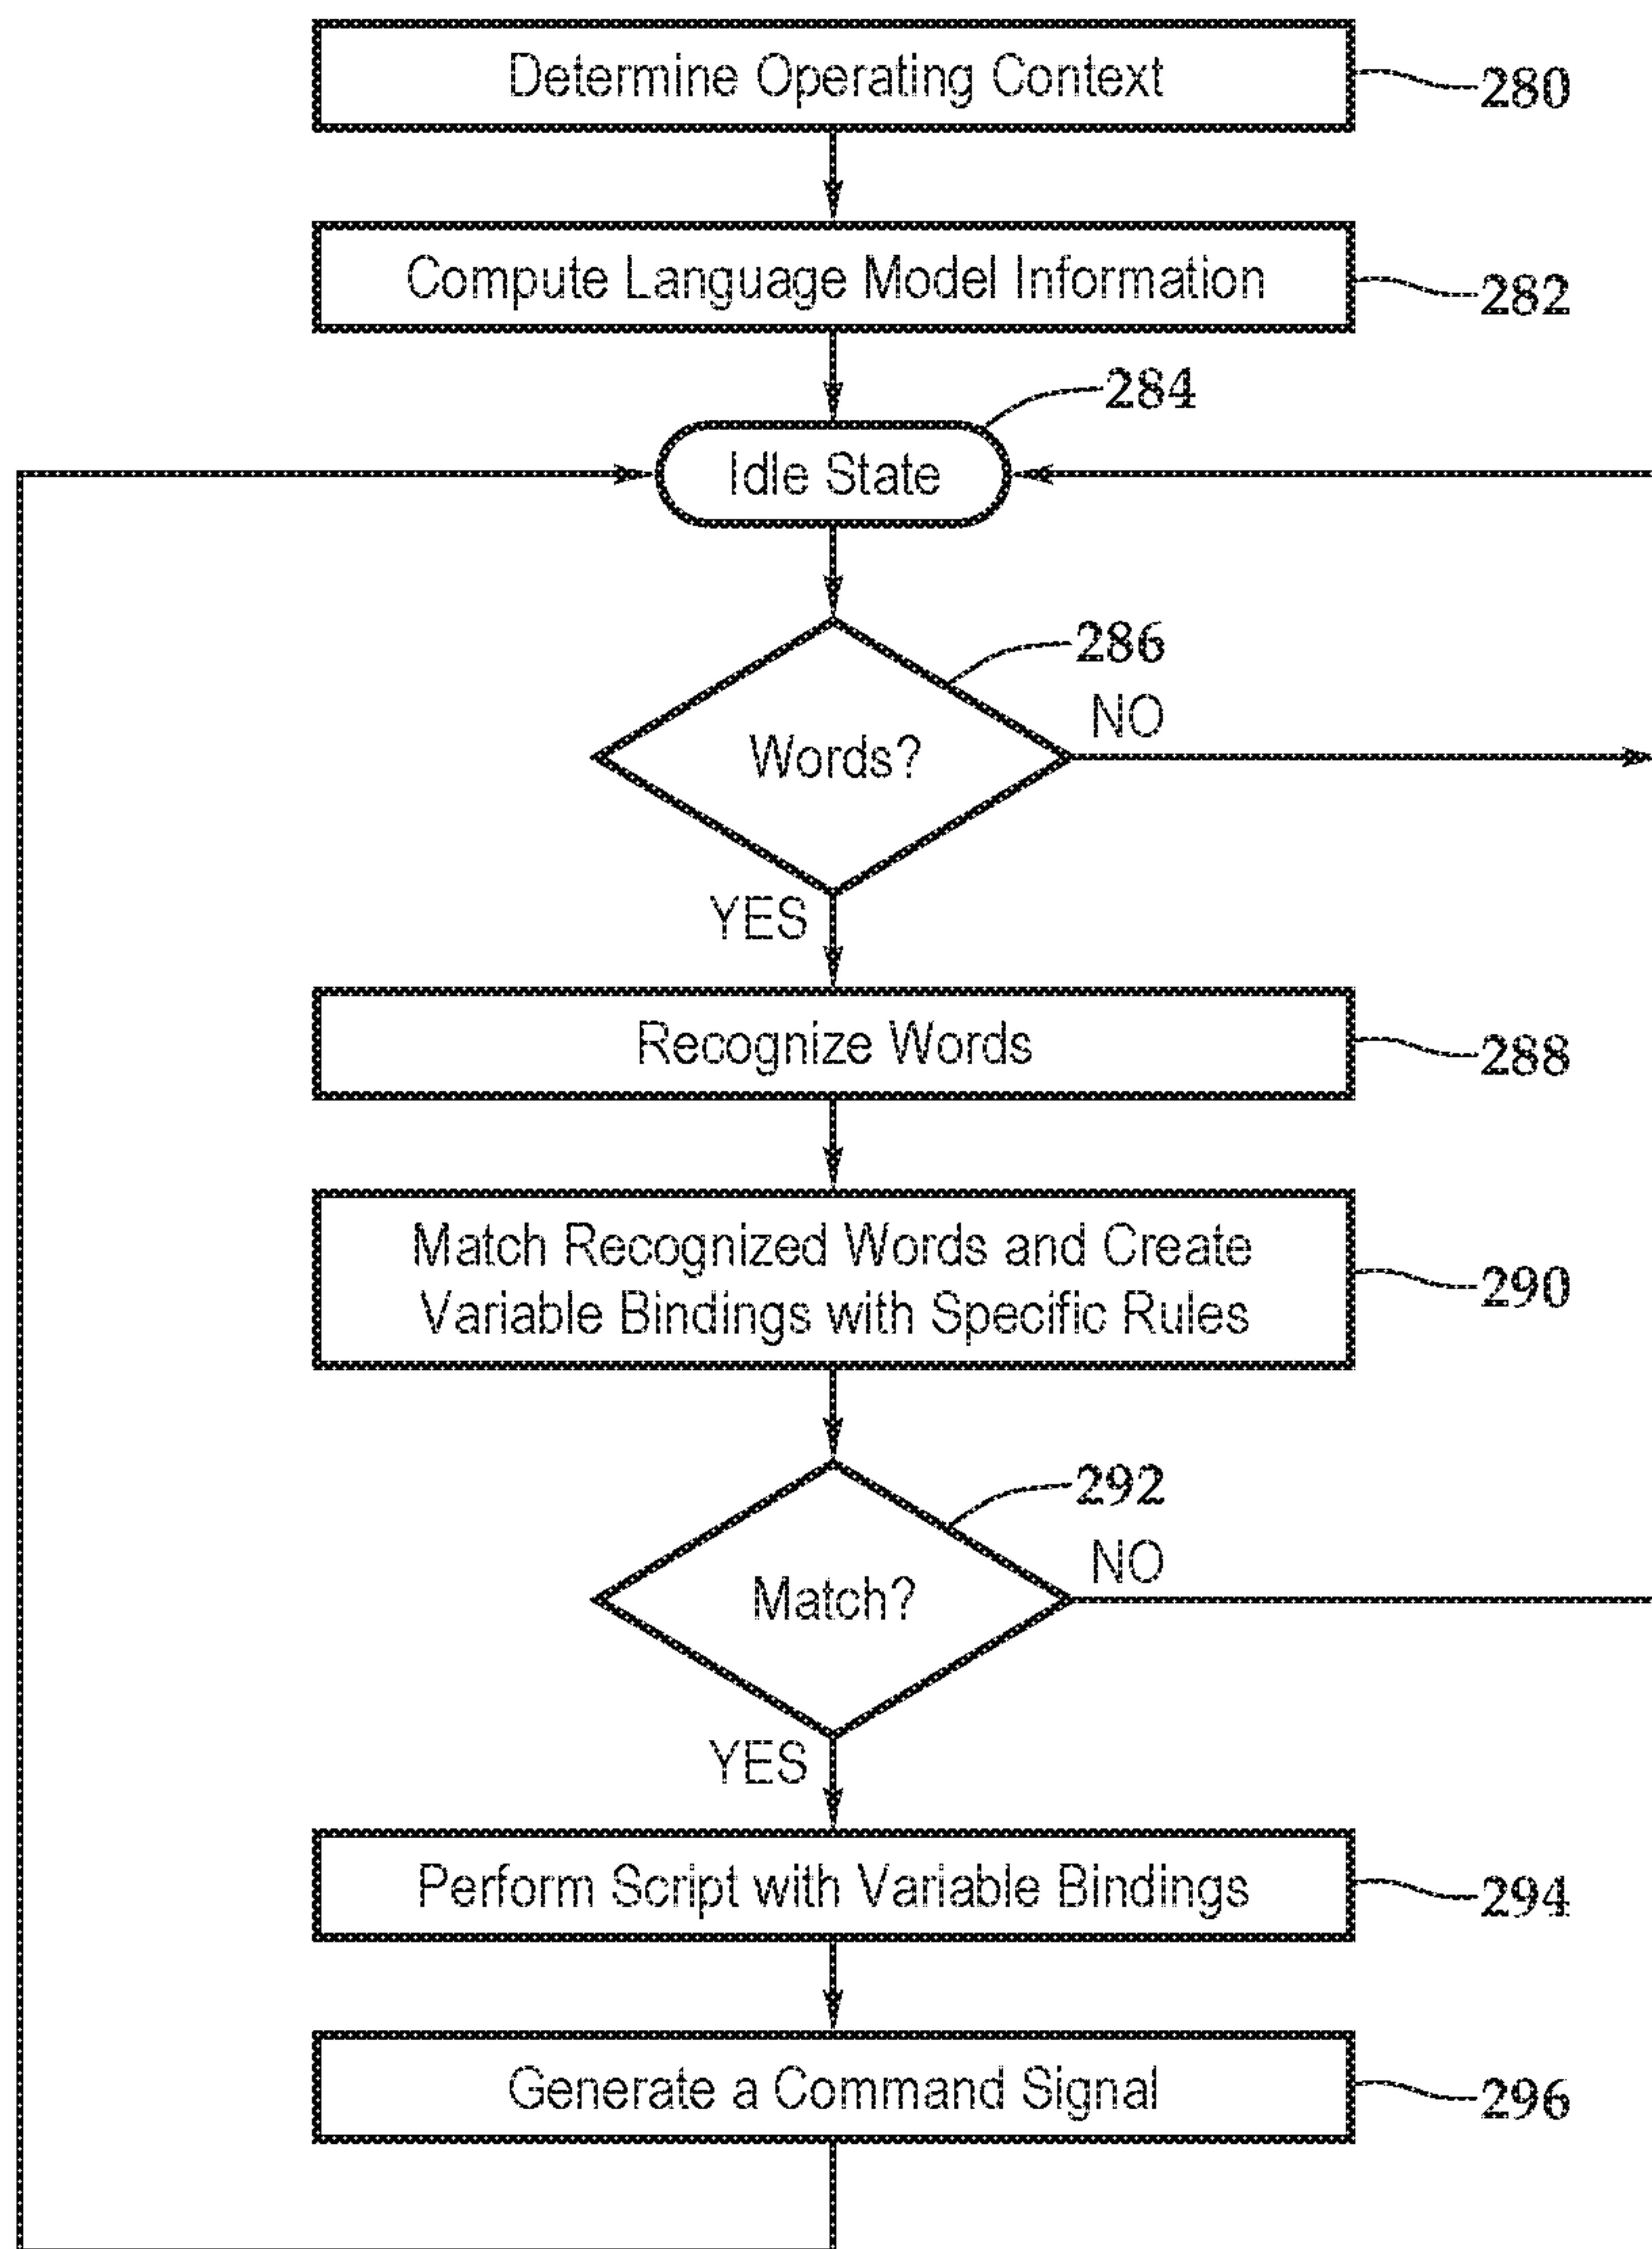 Determine Operating Context
280
Compute Language Model Information
282
284
Idle State
286
NO
Words?
YES
Recognize Words
288
Match Recognized Words and Create
Variable Bindings with Specific Rules
290
292
NO
Match?
YES
Perform Script with Variable Bindings
294
Generate a Command Signal
296